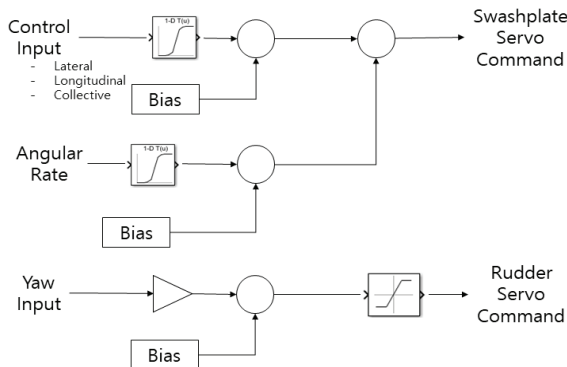 Control
Input
- Lateral
- Longitudinal
- Collective
1-D T(u)
Bias
Swashplate
Servo
Command
Angular
Rate
1-D T(u)
Bias
Yaw
Input
Bias
Rudder
Servo
Command